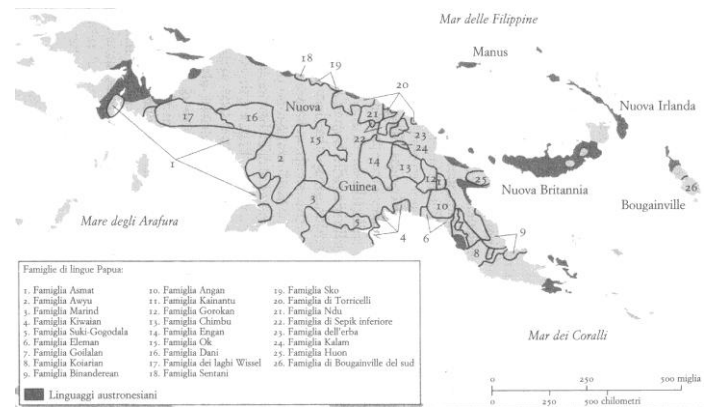 Mar delle Filippine
Manus
18
19
20
Nuova
Nuova Irlanda
17
16
21
15
22
23
24
1
2
14
13
12
25
26
Guinea
Nuova Britannia
Bougainville
3
10
Mare degli Arafura
5
4
6
9
8
Famiglie di lingue Papua:
1. Famiglia Asmat
2. Famiglia Awyu
3. Famiglia Marind
4. Famiglia Kiwaian
5. Famiglia Suki-Gogodala
6. Famiglia Eleman
7. Famiglia Goilalan
8. Famiglia Koiarian
9. Famiglia Binanderean
10. Famiglia Angan
11. Famiglia Kainantu
12. Famiglia Gorokan
13. Famiglia Chimbu
14. Famiglia Engan
15. Famiglia Ok
16. Famiglia Dani
17. Famiglia dei laghi Wissel
18. Famiglia Sentani
19. Famiglia Sko
20. Famiglia di Torricelli
21. Famiglia Ndu
22. Famiglia di Sepik inferiore
23. Famiglia dell'erba
24. Famiglia Kalam
25. Famiglia Huon
26. Famiglia di Bougainville del sud
Linguaggi austronesiani
Mar dei Coralli
0 250 500 miglia
0 250 500 chilometri